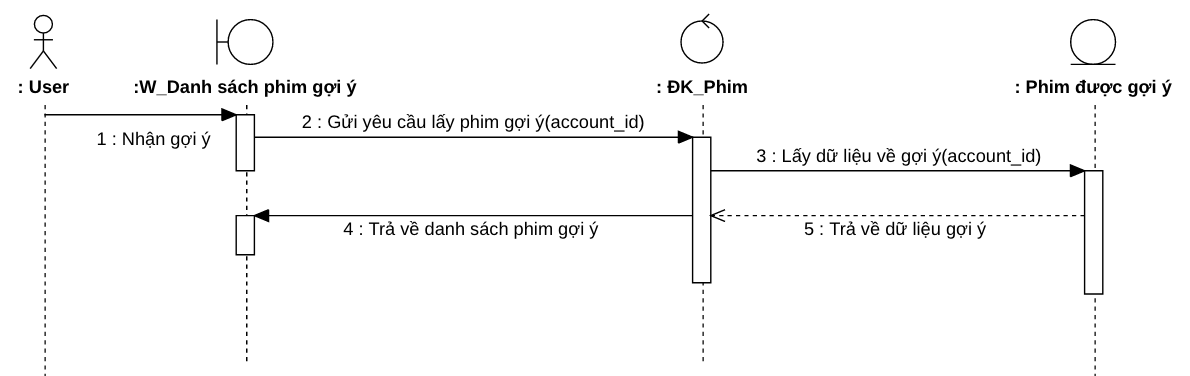 : User
:W_Danh sách phim gợi ý
: ĐK_Phim
: Phim được gợi ý
1 : Nhận gợi ý
2 : Gửi yêu cầu lấy phim gợi ý(account_id)
3 : Lấy dữ liệu về gợi ý(account_id)
4 : Trả về danh sách phim gợi ý
5 : Trả về dữ liệu gợi ý